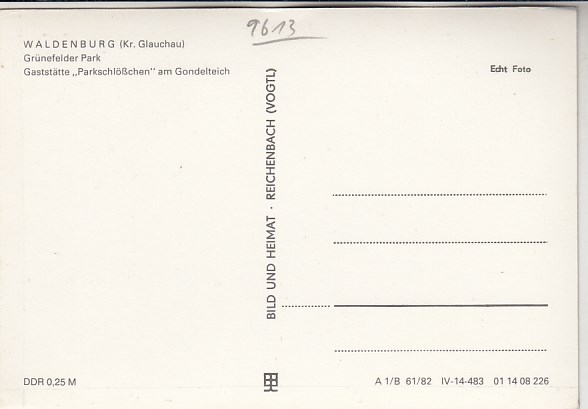 9613
WALDENBURG (Kr. Glauchau)
Grünefelder Park
Gaststätte „Parkschlößchen" am Gondelteich
Echt Foto
BILD UND HEIMAT · REICHENBACH (VOGTL)
DDR 0,25 M
A 1/B 61/82 IV-14-483 01 14 08 226